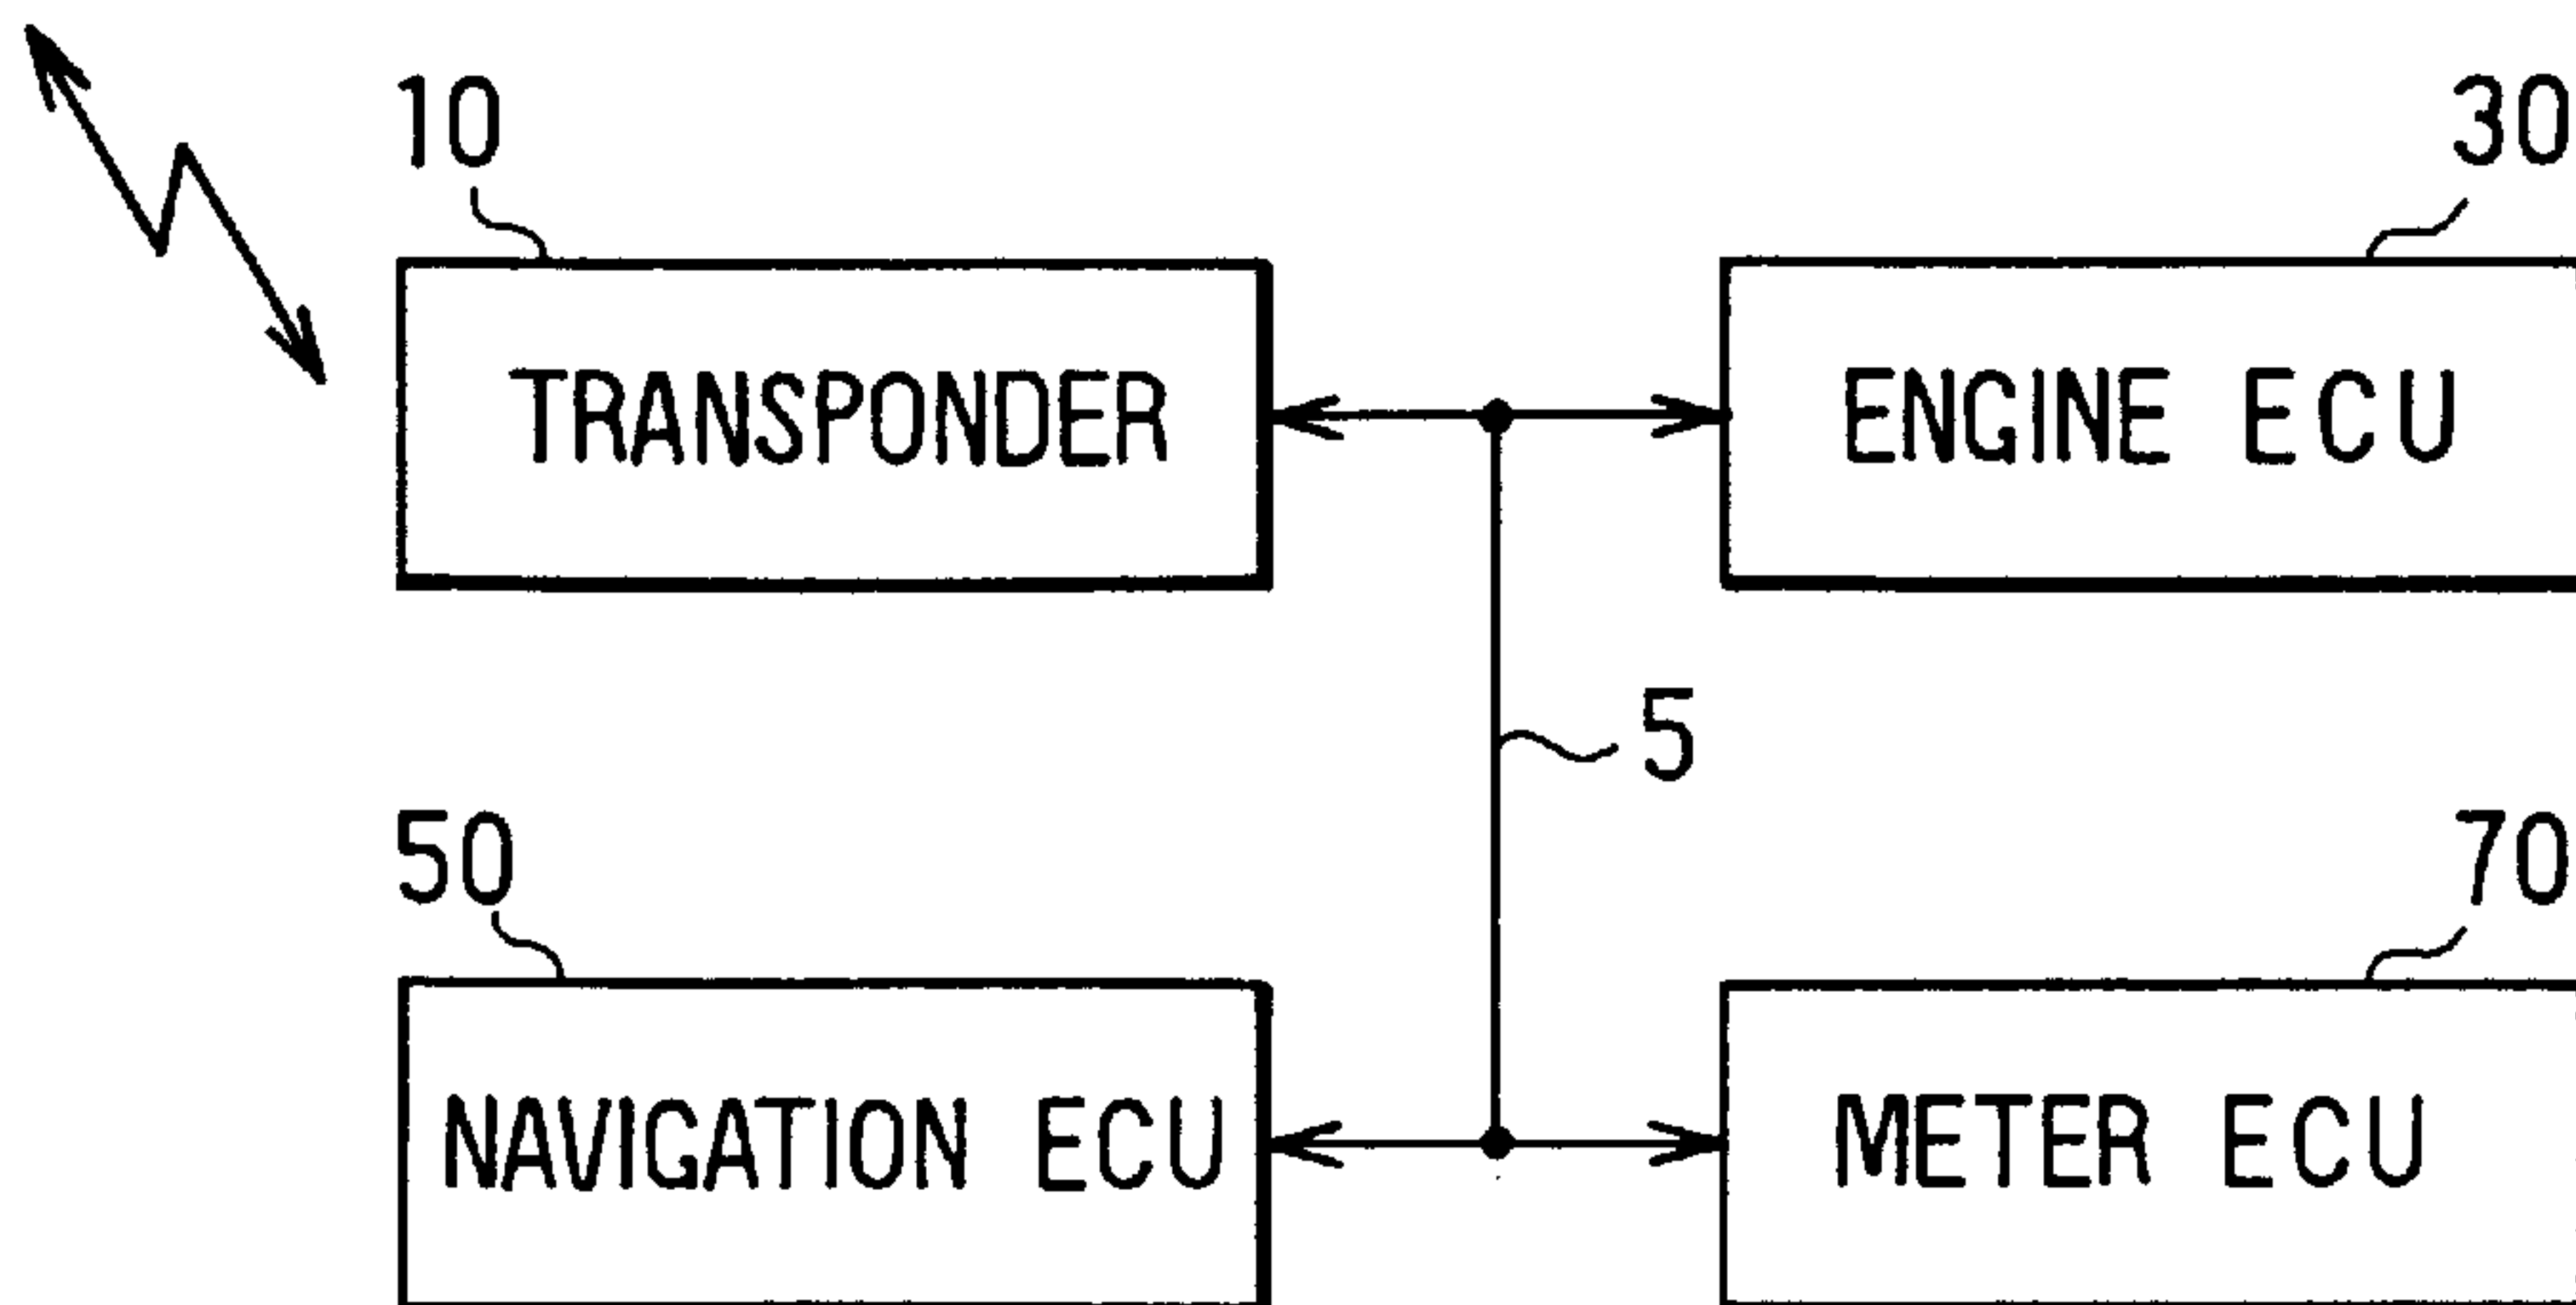 10
30
TRANSPONDER
ENGINE ECU
5
50
70
NAVIGATION ECU
METER ECU